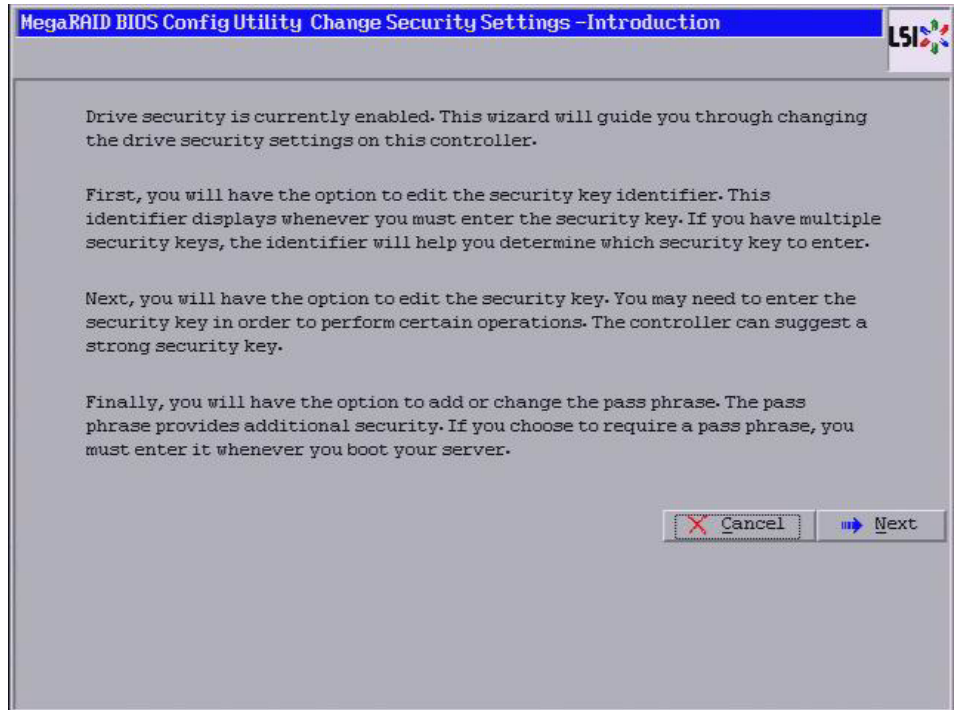 MegaRAID BIOS Config Utility Change Security Settings -Introduction
LSI
Drive security is currently enabled. This wizard will guide you through changing
the drive security settings on this controller.
First, you will have the option to edit the security key identifier. This
identifier displays whenever you must enter the security key. If you have multiple
security keys, the identifier will help you determine which security key to enter.
Next, you will have the option to edit the security key. You may need to enter the
security key in order to perform certain operations. The controller can suggest a
strong security key.
Finally, you will have the option to add or change the pass phrase. The pass
phrase provides additional security. If you choose to require a pass phrase, you
must enter it whenever you boot your server.
Cancel Next